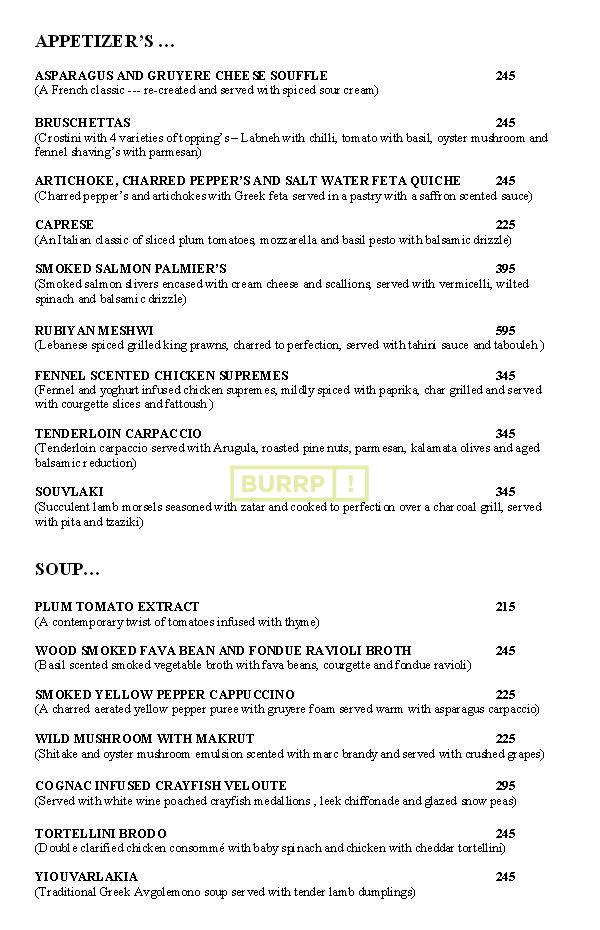 APPETIZER’S …
ASPARAGUS AND GRUYERE CHEESE SOUFFLE 245
(A French classic --- re-created and served with spiced sour cream)
BRUSCHETTAS 245
(Crostini with 4 varieties of topping’s – Labneh with chilli, tomato with basil, oyster mushroom and
fennel shaving’s with parmesan)
ARTICHOKE, CHARRED PEPPER’S AND SALT WATER FETA QUICHE 245
(Charred pepper’s and artichokes with Greek feta served in a pastry with a saffron scented sauce)
CAPRESE 225
(An Italian classic of sliced plum tomatoes, mozzarella and basil pesto with balsamic drizzle)
SMOKED SALMON PALMIER’S 395
(Smoked salmon slivers encased with cream cheese and scallions, served with vermicelli, wilted
spinach and balsamic drizzle)
RUBIYAN MESHWI 595
(Lebanese spiced grilled king prawns, charred to perfection, served with tahini sauce and tabouleh)
FENNEL SCENTED CHICKEN SUPREMES 345
(Fennel and yoghurt infused chicken supremes, mildly spiced with paprika, char grilled and served
with courgette slices and fattoush)
TENDERLOIN CARPACCIO 345
(Tenderloin carpaccio served with Arugula, roasted pine nuts, parmesan, kalamata olives and aged
balsamic reduction)
BURRP!
SOUVLAKI 345
(Succulent lamb morsels seasoned with zatar and cooked to perfection over a charcoal grill, served
with pita and tzaziki)
SOUP…
PLUM TOMATO EXTRACT 215
(A contemporary twist of tomatoes infused with thyme)
WOOD SMOKED FAVA BEAN AND FONDUE RAVIOLI BROTH 245
(Basil scented smoked vegetable broth with fava beans, courgette and fondue ravioli)
SMOKED YELLOW PEPPER CAPPUCCINO 225
(A charred aerated yellow pepper puree with gruyere foam served warm with asparagus carpaccio)
WILD MUSHROOM WITH MAKRUT 225
(Shitake and oyster mushroom emulsion scented with marc brandy and served with crushed grapes)
COGNAC INFUSED CRAYFISH VELOUTE 295
(Served with white wine poached crayfish medallions , leek chiffonade and glazed snow peas)
TORTELLINI BRODO 245
(Double clarified chicken consommé with baby spinach and chicken with cheddar tortellini)
YIOUVARLAKIA 245
(Traditional Greek Avgolemono soup served with tender lamb dumplings)